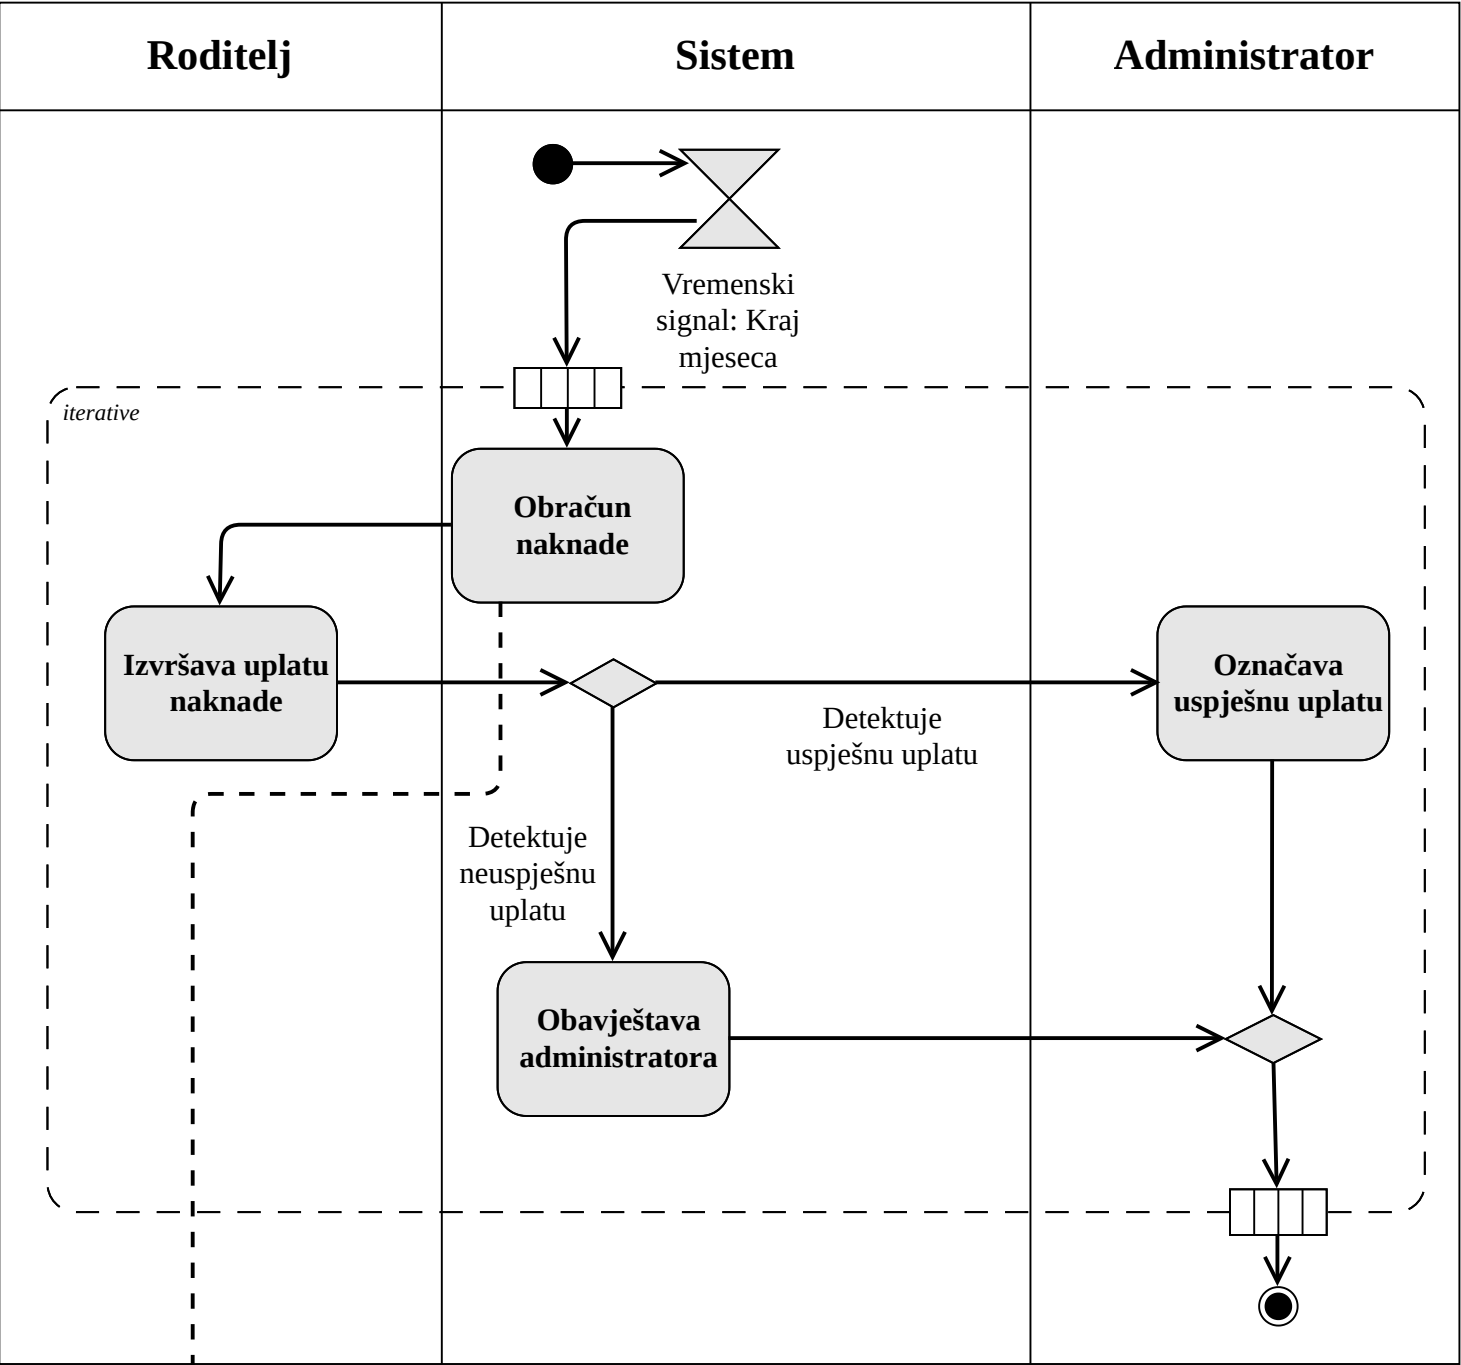 Roditelj
Sistem
Administrator
Vremenski
signal: Kraj
mjeseca
iterative
Obračun
naknade
Izvršava uplatu
naknade
Označava
uspješnu uplatu
Detektuje
uspješnu uplatu
Detektuje
neuspješnu
uplatu
Obavještava
administratora